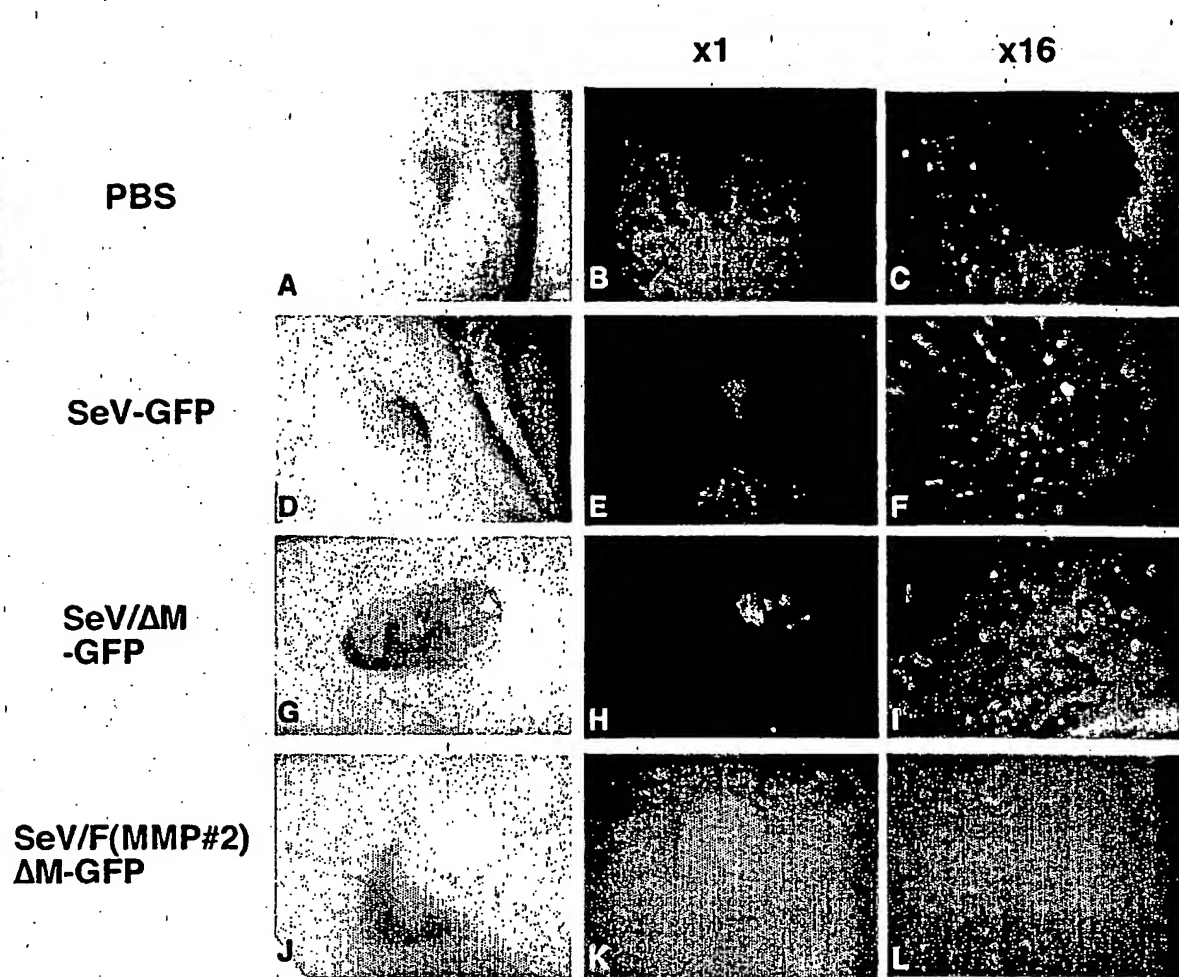 x1 x16
PBS
A B C
SeV-GFP
D E F
SeV/ΔM
-GFP
G H I
SeV/F(MMP#2)
ΔM-GFP
J K L